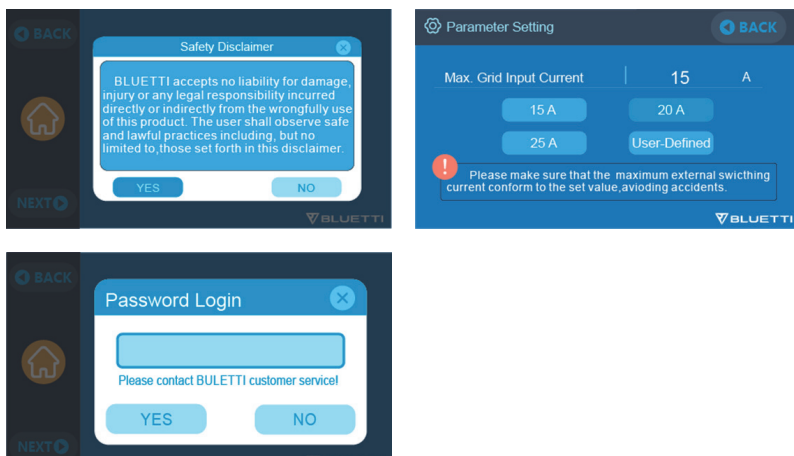 BACK
Safety Disclaimer
BLUETTI accepts no liability for damage,
injury or any legal responsibility incurred
directly or indirectly from the wrongfully use
of this product. The user shall observe safe
and lawful practices including, but no
limited to,those set forth in this disclaimer.
YES
NO
NEXT
BLUETTI
Parameter Setting
BACK
Max. Grid Input Current
15
A
15 A
20 A
25 A
User-Defined
!
Please make sure that the maximum external swicthing
current conform to the set value,avioding accidents.
BLUETTI
BACK
Password Login
Please contact BULETTI customer service!
YES
NO
NEXT